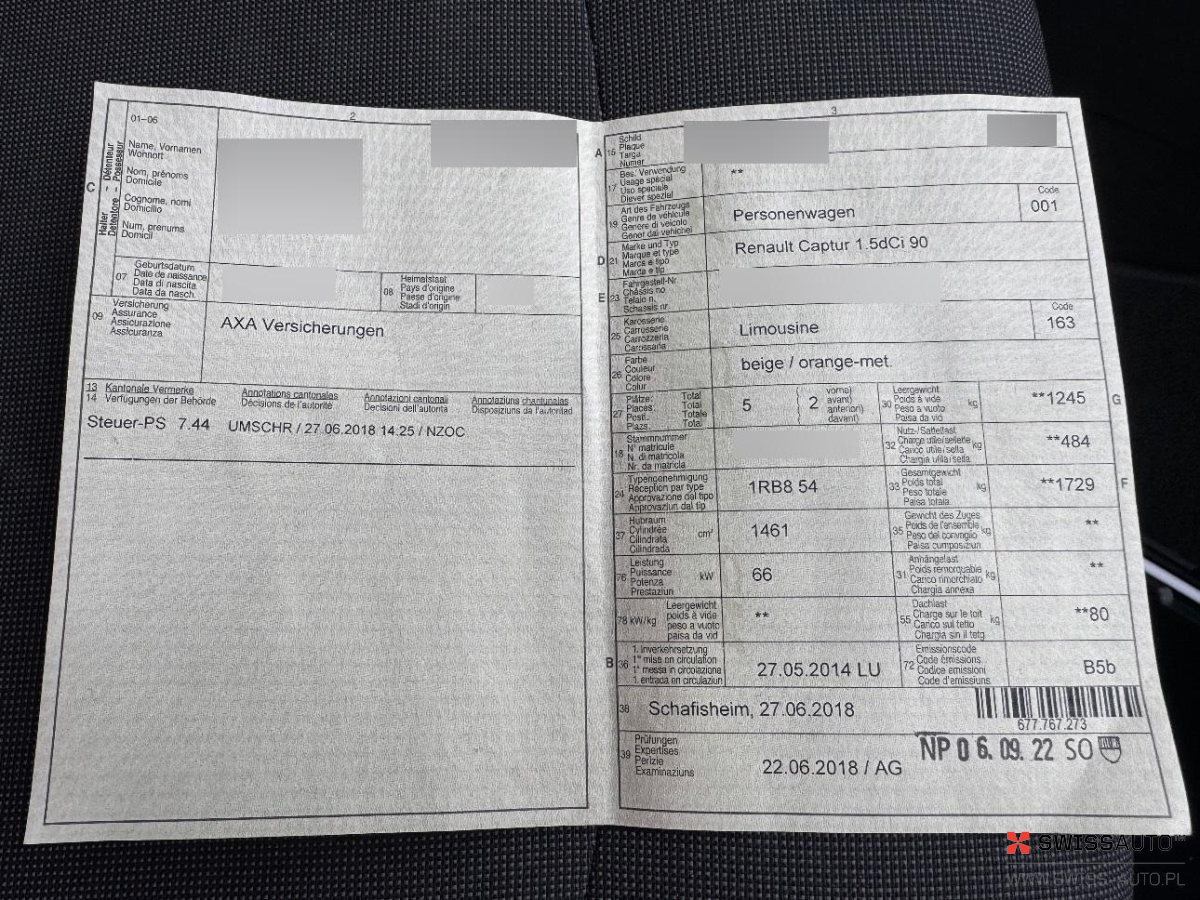 2
01–06
Name, Vornamen
Wohnort
Nom, prénoms
Domicile
Cognome, nomi
Domicilio
Num, prenums
Domicil
C
Halter - Détenteur
Detentore - Possessur
07
Geburtsdatum
Date de naissance
Data di nascita
Data da nasch.
08
Heimatstaat
Pays d'origine
Paese d'origine
Stadi d'origin
09
Versicherung
Assurance
Assicurazione
Assicuranza
AXA Versicherungen
13 Kantonale Vermerke Annotations cantonales Annotazioni cantonali Annotaziuns chantunalas
14 Verfügungen der Behörde Décisions de l'autorité Decisioni dell'autorità Disposiziuns da l'autoritad
Steuer-PS 7.44 UMSCHR / 27.06.2018 14.25 / NZOC
3
A 15
Schild
Plaque
Targa
Numer
17
Bes. Verwendung
Usage spécial
Uso speciale
Diever spezial
**
19
Art des Fahrzeugs
Genre de véhicule
Genere di veicolo
Gener dal vehichel
Personenwagen
Code
001
D 21
Marke und Typ
Marque et type
Marca e tipo
Marca e tip
Renault Captur 1.5dCi 90
E 23
Fahrgestell-Nr
Châssis no
Telaio n.
Schassis nr.
25
Karosserie
Carrosserie
Carrozzeria
Carossaria
Limousine
Code
163
26
Farbe
Couleur
Colore
Colur
beige / orange-met.
27
Plätze: Total
Places: Total
Posti: Totale
Plazs: Total
5
2
vorne)
avant)
anteriori)
davant)
30
Leergewicht
Poids à vide
Peso a vuoto
Paisa da vid
kg
**1245
G
18
Stammnummer
N° matricule
N. di matricola
Nr. da matricla
32
Nutz-/Sattellast
Charge utile/sellette
Carico utile/sella
Chargia utila/sella
kg
**484
24
Typengenehmigung
Réception par type
Approvazione del tipo
Approvaziun dal tip
1RB8 54
33
Gesamtgewicht
Poids total
Peso totale
Paisa totala
kg
**1729
F
37
Hubraum
Cylindrée
Cilindrata
Cilindrada
cm³
1461
35
Gewicht des Zuges
Poids de l'ensemble
Peso del convoglio
Paisa cumposiziun
kg
**
76
Leistung
Puissance
Potenza
Prestaziun
kW
66
31
Anhängelast
Poids remorquable
Carico rimorchiato
Chargia annexa
kg
**
78 kW/kg
Leergewicht
poids à vide
peso a vuoto
paisa da vid
**
55
Dachlast
Charge sur le toit
Carico sul tetto
Chargia sin il tetg
kg
**80
B 36
1. Inverkehrsetzung
1re mise en circulation
1a messa in circolazione
1. entrada en circulaziun
27.05.2014 LU
72
Emissionscode
Code émissions
Codice emissioni
Code d'emissiuns
B5b
38
Schafisheim, 27.06.2018
677.767.273
39
Prüfungen
Expertises
Perizie
Examinaziuns
22.06.2018 / AG
NP 0 6. 09. 22 SO
SWISSAUTO
WWW.SWISS-AUTO.PL